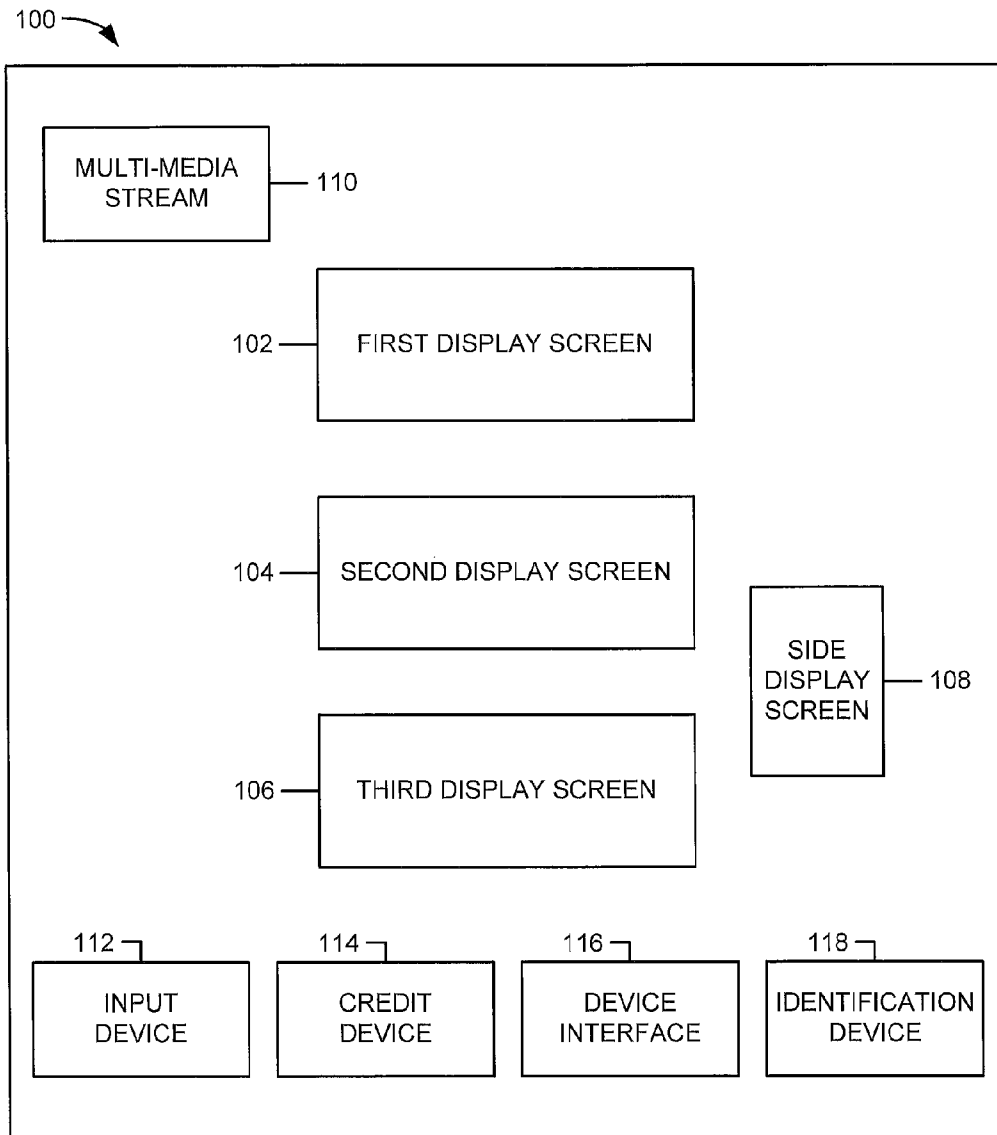 100
MULTI-MEDIA
STREAM
110
102
FIRST DISPLAY SCREEN
104
SECOND DISPLAY SCREEN
SIDE
DISPLAY
SCREEN
108
106
THIRD DISPLAY SCREEN
112
114
116
118
INPUT
DEVICE
CREDIT
DEVICE
DEVICE
INTERFACE
IDENTIFICATION
DEVICE